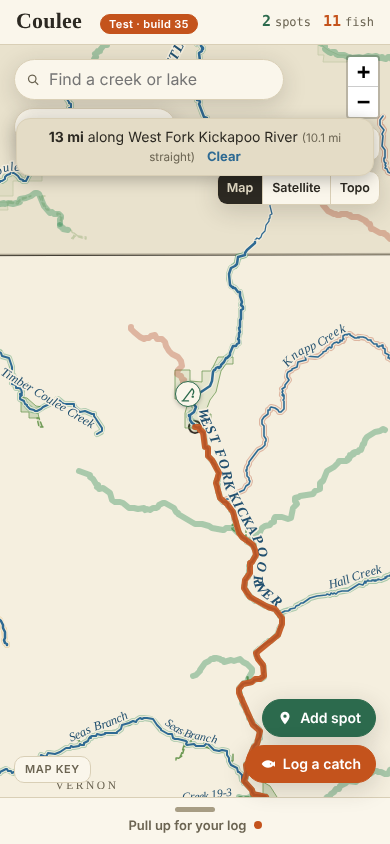 Coulee
Test · build 35
2 spots 11 fish
Find a creek or lake
+
−
13 mi along West Fork Kickapoo River (10.1 mi
straight) Clear
Map Satellite Topo
Knapp Creek
Timber Coulee Creek
WEST FORK KICKAPOO RIVER
Hall Creek
Seas Branch
Seas Branch
Add spot
Log a catch
MAP KEY
VERNON
Creek 19-3
Pull up for your log